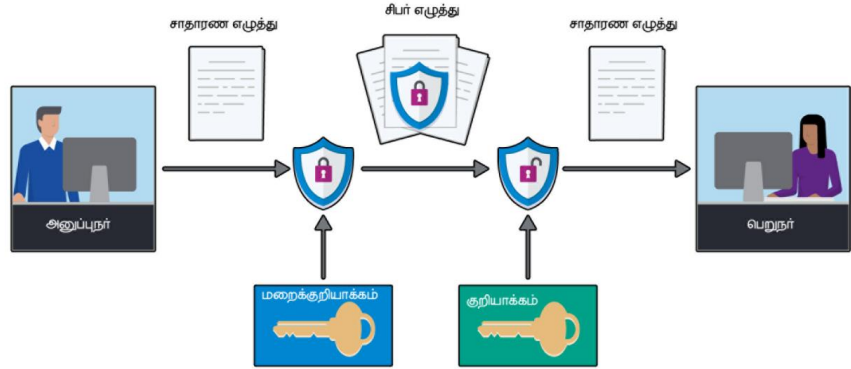 சாதாரண எழுத்து
சிபர் எழுத்து
சாதாரண எழுத்து
அனுப்புநர்
பெறுநர்
மறைக்குறியாக்கம்
குறியாக்கம்